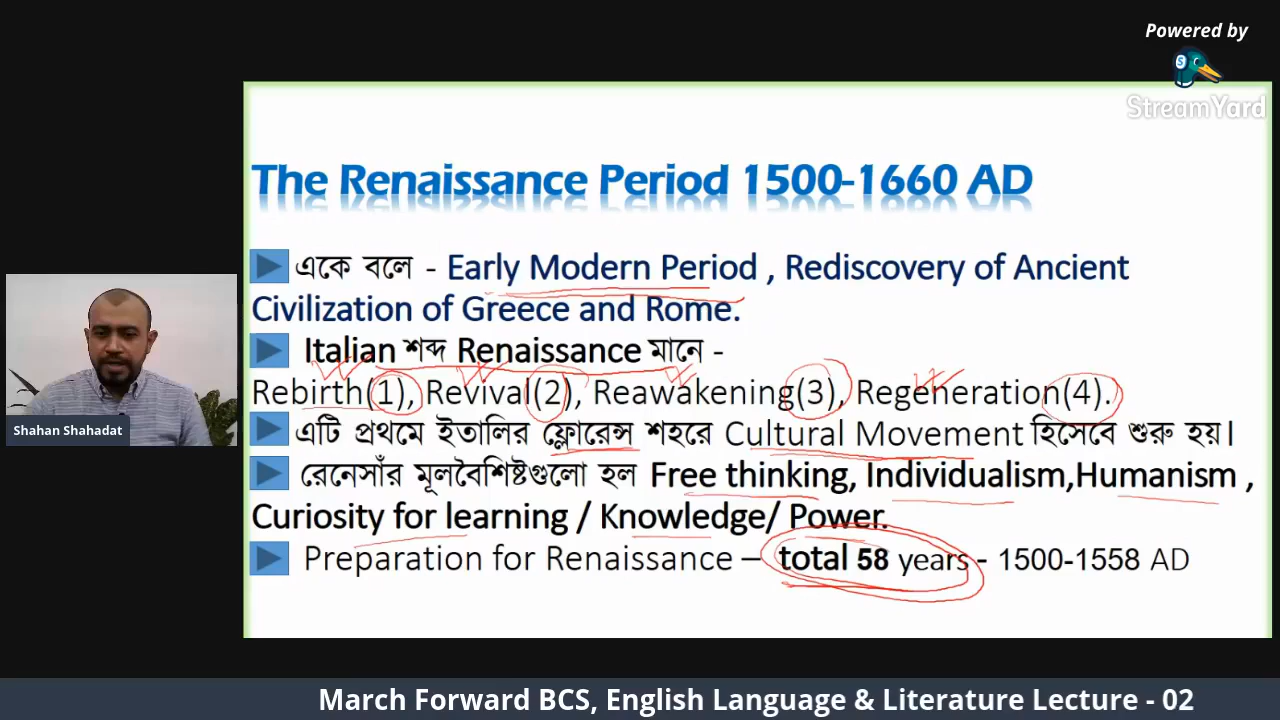 Powered by
StreamYard
The Renaissance Period 1500-1660 AD
একে বলে - Early Modern Period , Rediscovery of Ancient
Civilization of Greece and Rome.
Italian শব্দ Renaissance মানে -
Rebirth(1), Revival(2), Reawakening(3), Regeneration(4).
এটি প্রথমে ইতালির ফ্লোরেন্স শহরে Cultural Movement হিসেবে শুরু হয়।
রেনেসাঁর মূলবৈশিষ্টগুলো হল Free thinking, Individualism,Humanism ,
Curiosity for learning / Knowledge/ Power.
Preparation for Renaissance – total 58 years - 1500-1558 AD
Shahan Shahadat
March Forward BCS, English Language & Literature Lecture - 02